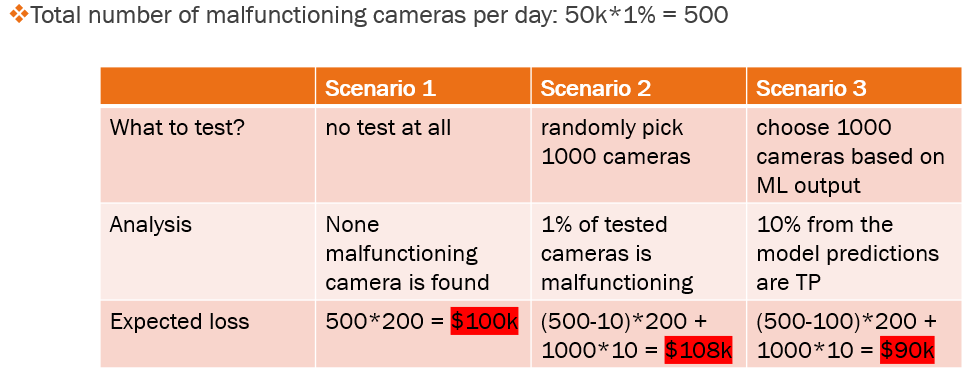 ❖Total number of malfunctioning cameras per day: 50k*1% = 500
Scenario 1
Scenario 2
Scenario 3
What to test?
no test at all
randomly pick
1000 cameras
choose 1000
cameras based on
ML output
Analysis
None
malfunctioning
camera is found
1% of tested
cameras is
malfunctioning
10% from the
model predictions
are TP
Expected loss
500*200 = $100k
(500-10)*200 +
1000*10 = $108k
(500-100)*200 +
1000*10 = $90k